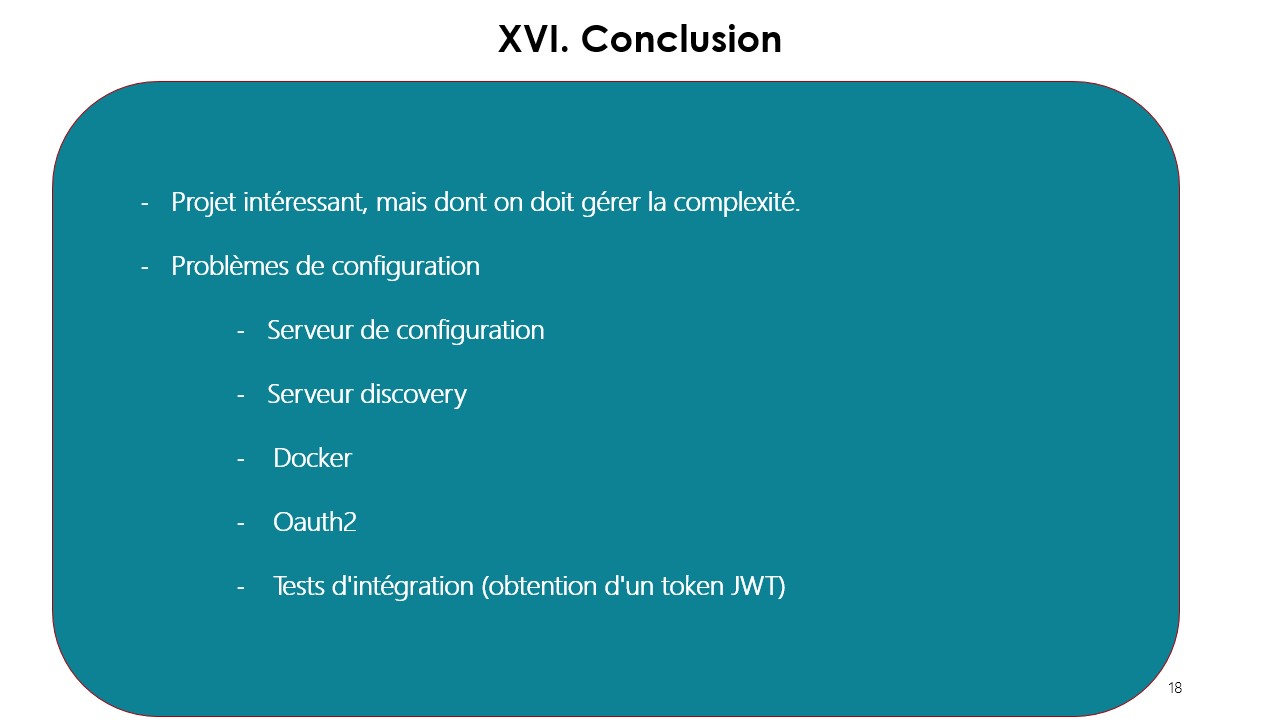 XVI. Conclusion
- Projet intéressant, mais dont on doit gérer la complexité.
- Problèmes de configuration
- Serveur de configuration
- Serveur discovery
- Docker
- Oauth2
- Tests d'intégration (obtention d'un token JWT)
18